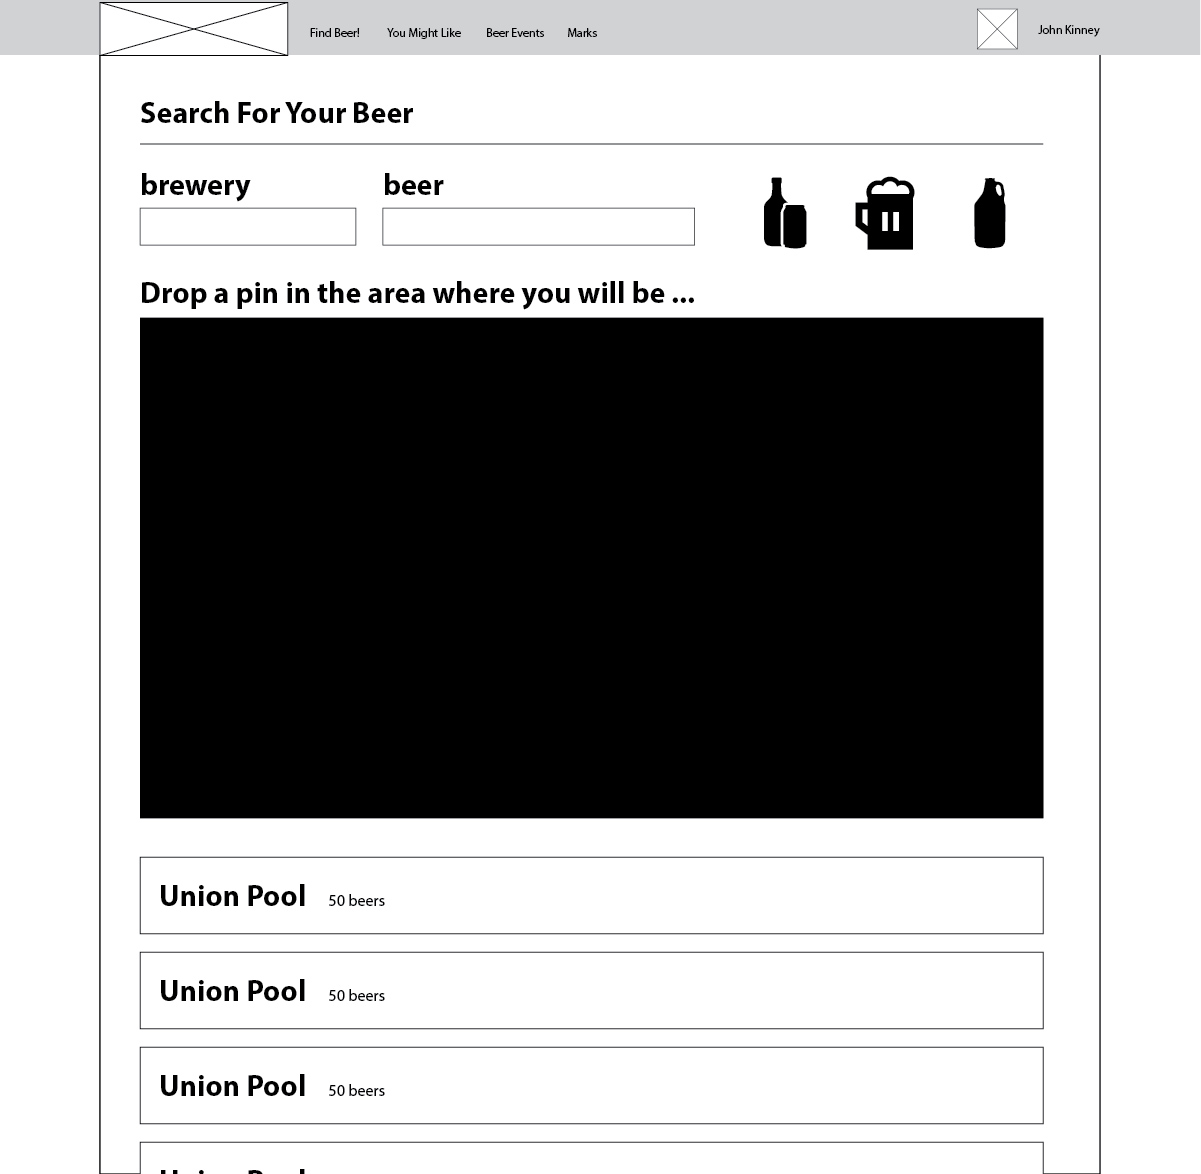 Find Beer! You Might Like Beer Events Marks John Kinney
Search For Your Beer
brewery beer
Drop a pin in the area where you will be ...
Union Pool 50 beers
Union Pool 50 beers
Union Pool 50 beers